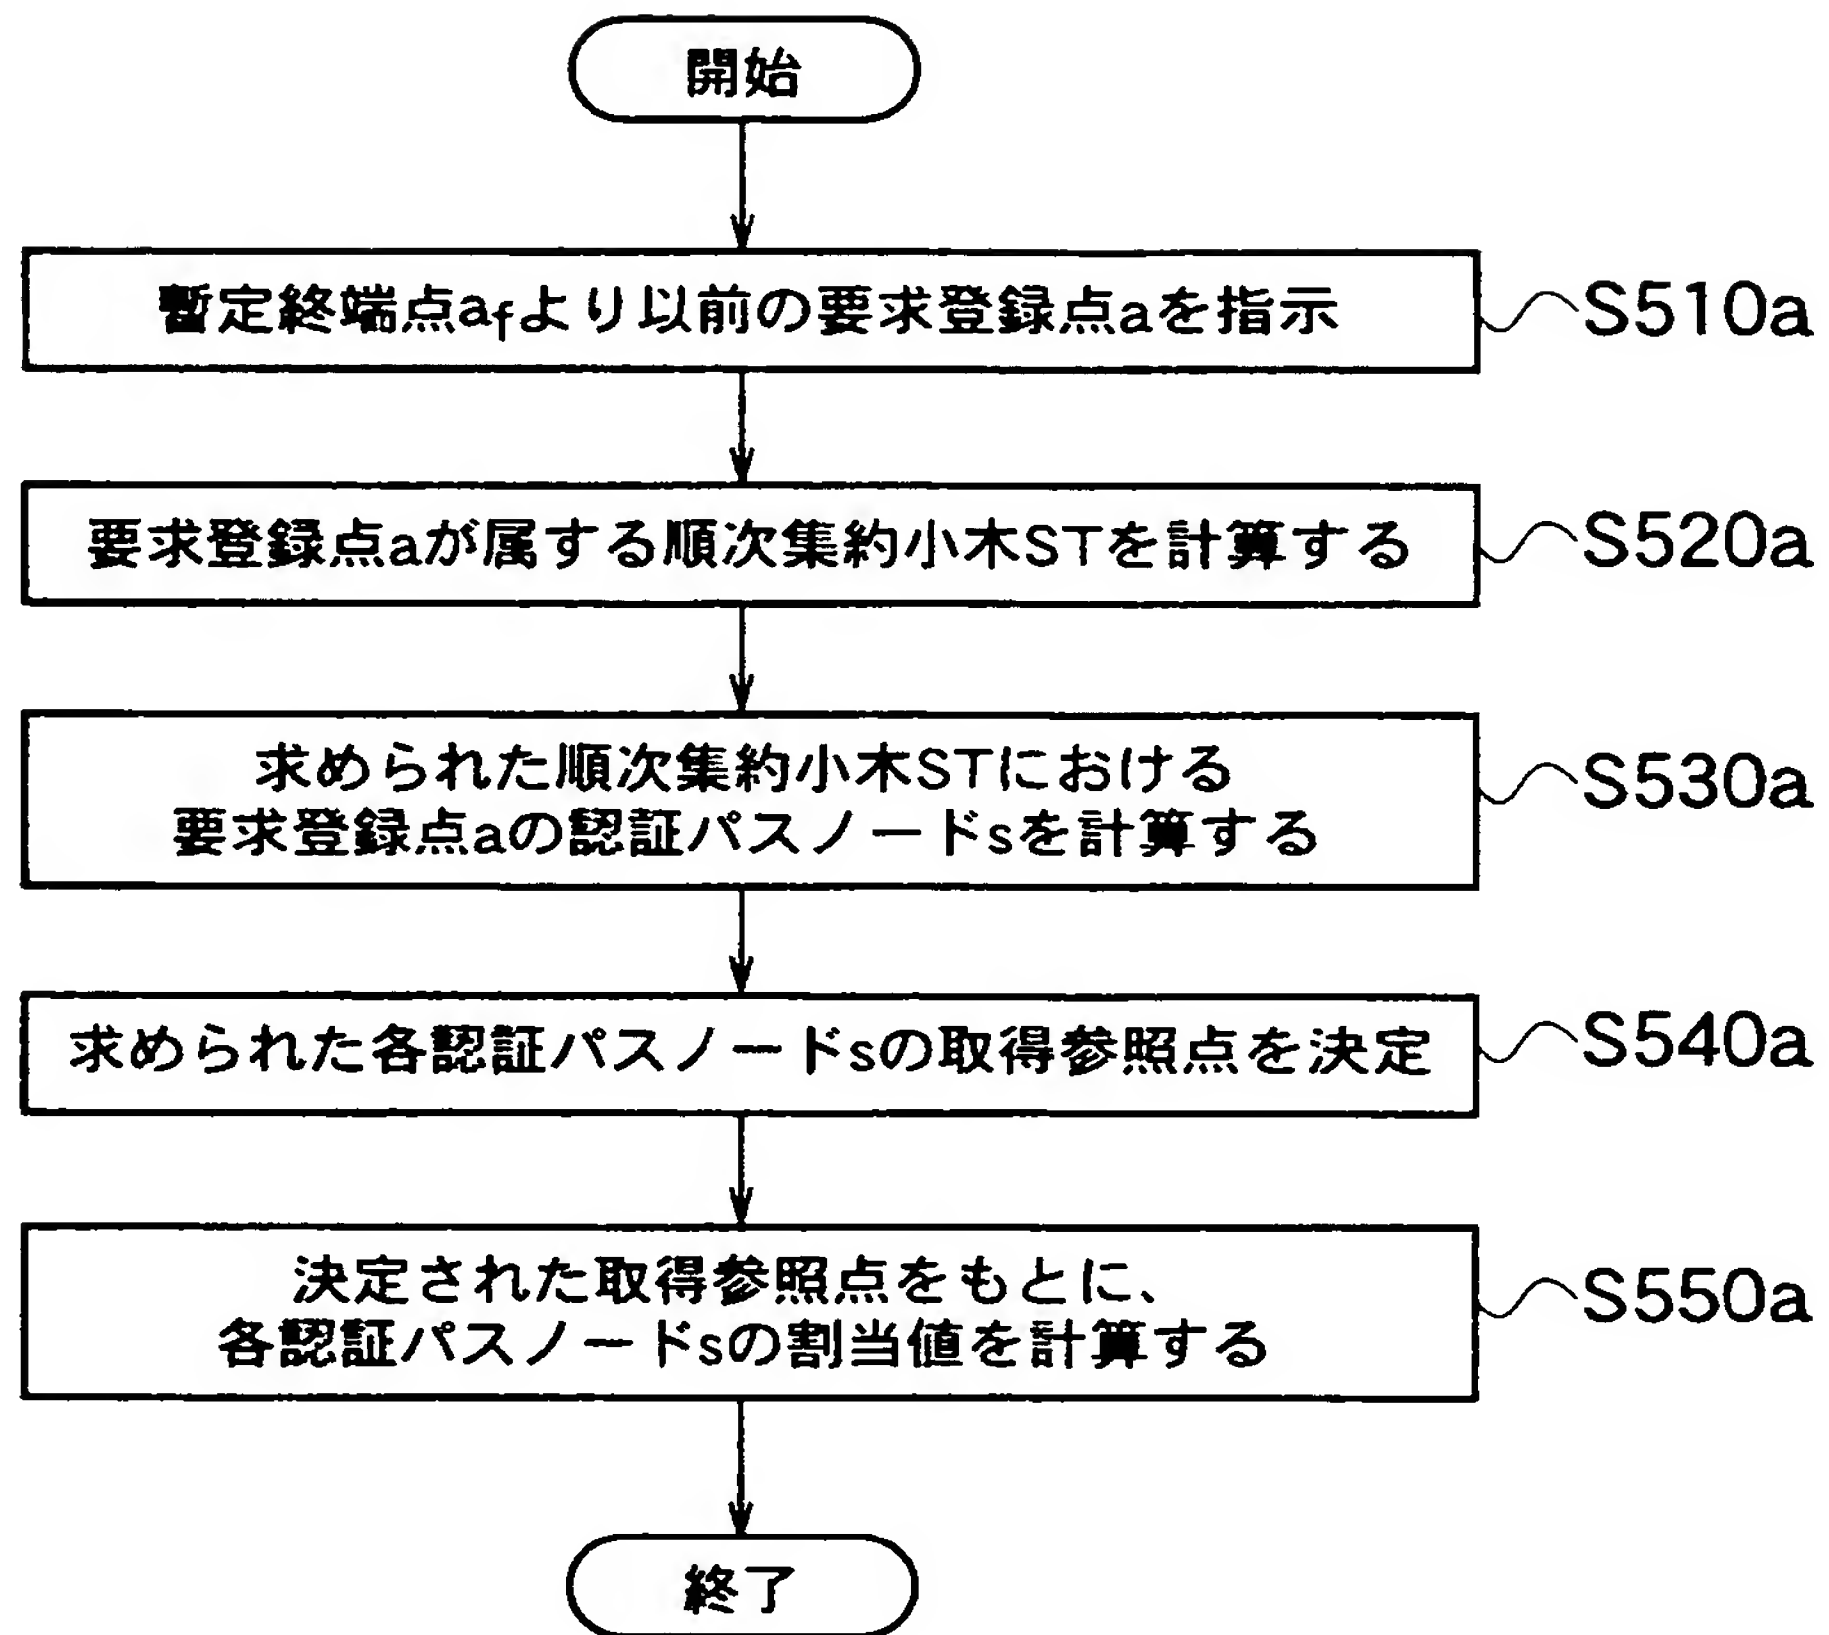 開始
暫定終端点afより以前の要求登録点aを指示
S510a
要求登録点aが属する順次集約小木STを計算する
S520a
求められた順次集約小木STにおける
要求登録点aの認証パスノードsを計算する
S530a
求められた各認証パスノードsの取得参照点を決定
S540a
決定された取得参照点をもとに、
各認証パスノードsの割当値を計算する
S550a
終了